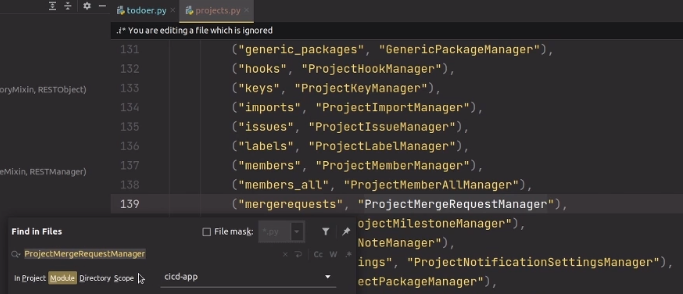 todoer.py
projects.py
.i* You are editing a file which is ignored
131 ("generic_packages", "GenericPackageManager"),
132 ("hooks", "ProjectHookManager"),
133 ("keys", "ProjectKeyManager"),
oryMixin, RESTObject)
134 ("imports", "ProjectImportManager"),
135 ("issues", "ProjectIssueManager"),
136 ("labels", "ProjectLabelManager"),
137 ("members", "ProjectMemberManager"),
eMixin, RESTManager)
138 ("members_all", "ProjectMemberAllManager"),
139 ("mergerequests", "ProjectMergeRequestManager"),
ojectMilestoneManager"),
NoteManager"),
ings", "ProjectNotificationSettingsManager"),
ectPackageManager"),
Find in Files
File mask: *.py
ProjectMergeRequestManager
Cc W
In Project Module Directory Scope
cicd-app